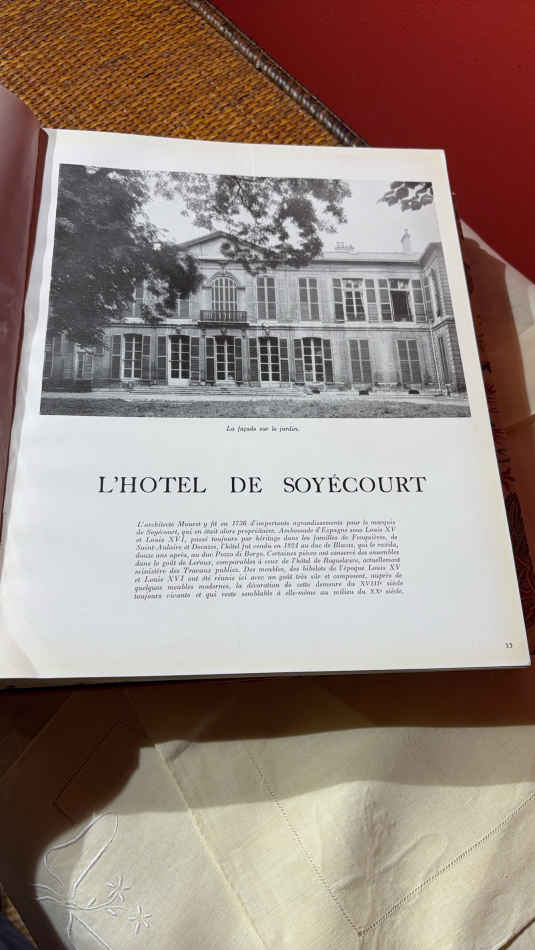 La façade sur le jardin.
L'HOTEL DE SOYÉCOURT
L'architecte Mouret y fit en 1736 d'importants agrandissements pour le marquis
de Soyécourt, qui en était alors propriétaire. Ambassade d'Espagne sous Louis XV
et Louis XVI, passé toujours par héritage dans les familles de Feuquières, de
Saint-Aulaire et Decazes, l'hôtel fut vendu en 1824 au duc de Blacas, qui le vendit,
douze ans après, au duc Pozzo di Borgo. Certaines pièces ont conservé des ensembles
dans le goût de Leroux, comparables à ceux de l'hôtel de Roquelaure, actuellement
ministère des Travaux publics. Des meubles, des bibelots de l'époque Louis XV
et Louis XVI ont été réunis ici avec un goût très sûr et composent, auprès de
quelques meubles modernes, la décoration de cette demeure du XVIIIe siècle
toujours vivante et qui reste semblable à elle-même au milieu du XXe siècle.